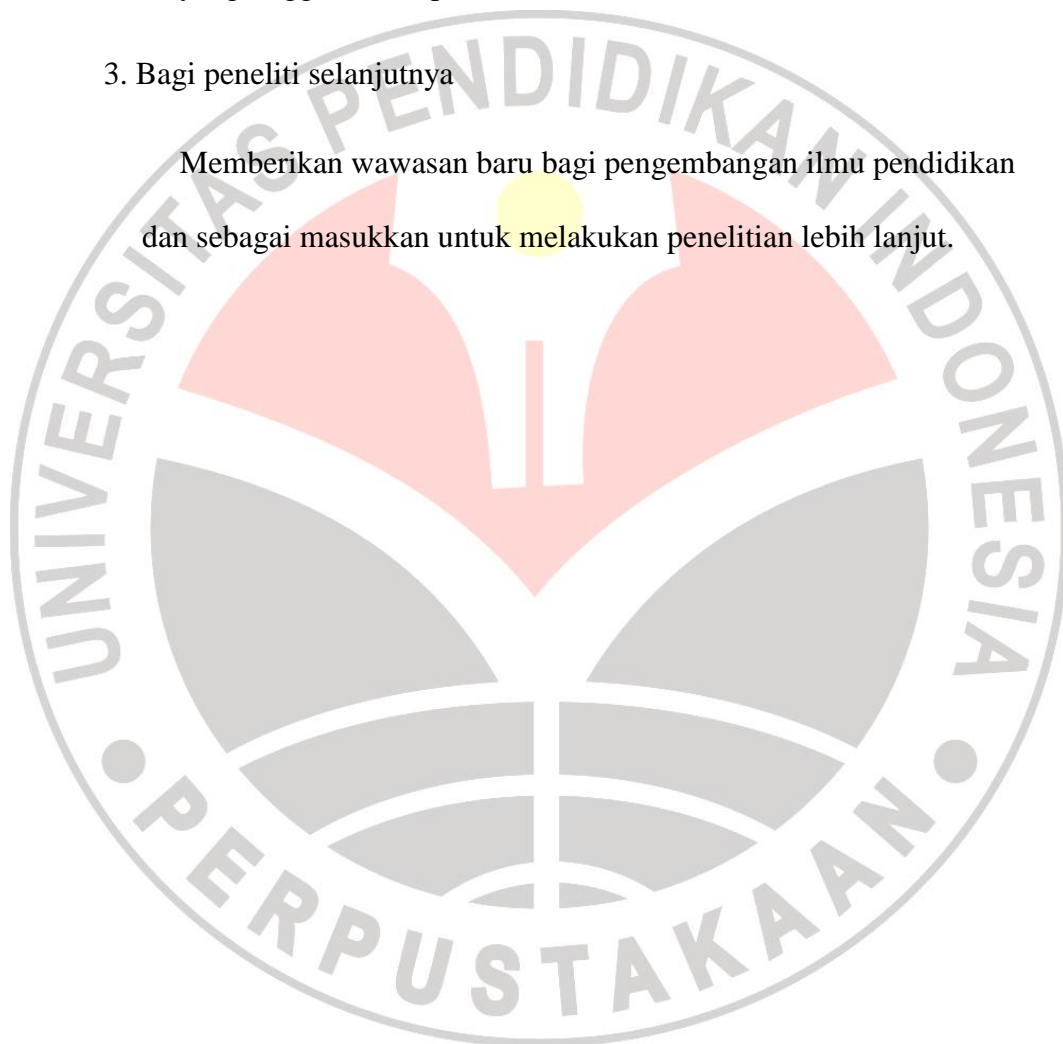 3. Bagi peneliti selanjutnya
Memberikan wawasan baru bagi pengembangan ilmu pendidikan
dan sebagai masukkan untuk melakukan penelitian lebih lanjut.
UNIVERSITAS PENDIDIKAN INDONESIA
PERPUSTAKAAN